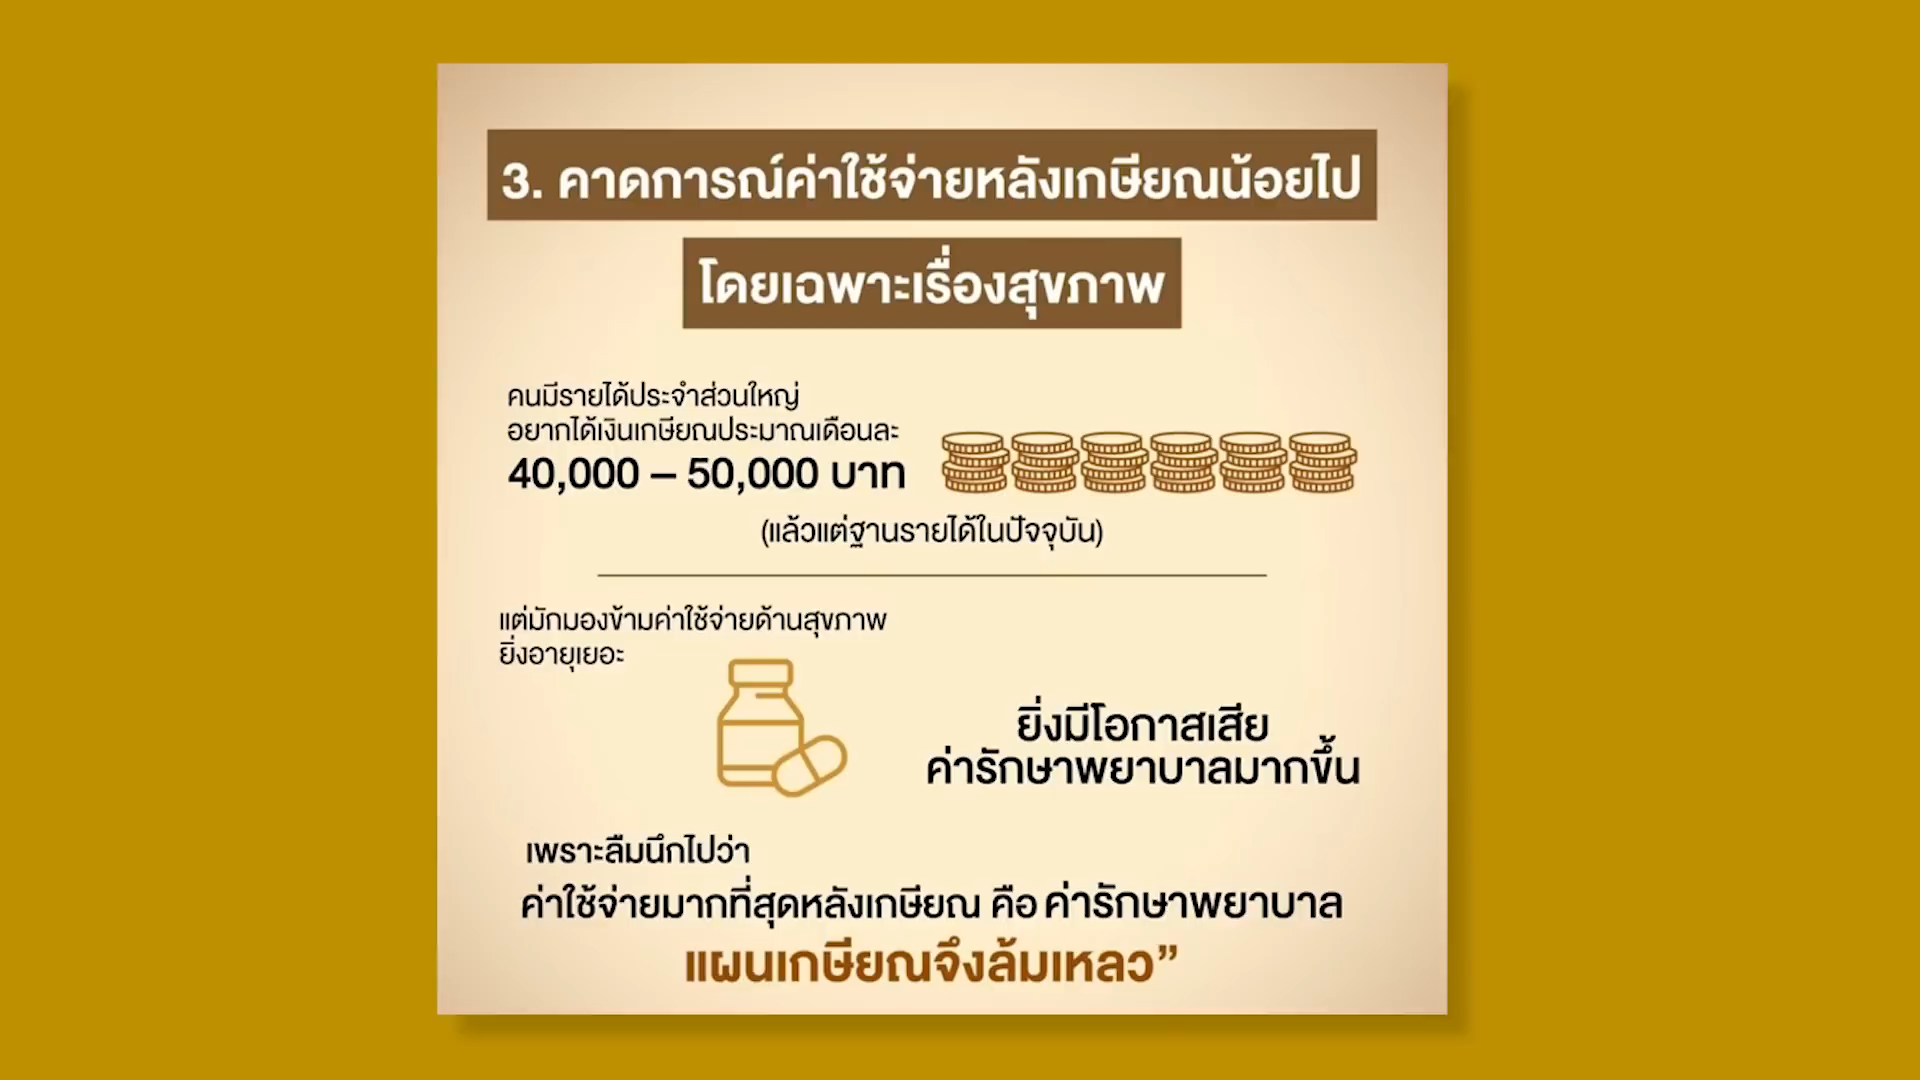 3. คาดการณ์ค่าใช้จ่ายหลังเกษียณน้อยไป
โดยเฉพาะเรื่องสุขภาพ
คนมีรายได้ประจำส่วนใหญ่
อยากได้เงินเกษียณประมาณเดือนละ
40,000 – 50,000 บาท
(แล้วแต่ฐานรายได้ในปัจจุบัน)
แต่มักมองข้ามค่าใช้จ่ายด้านสุขภาพ
ยิ่งอายุเยอะ
ยิ่งมีโอกาสเสีย
ค่ารักษาพยาบาลมากขึ้น
เพราะลืมนึกไปว่า
ค่าใช้จ่ายมากที่สุดหลังเกษียณ คือ ค่ารักษาพยาบาล
แผนเกษียณจึงล้มเหลว”